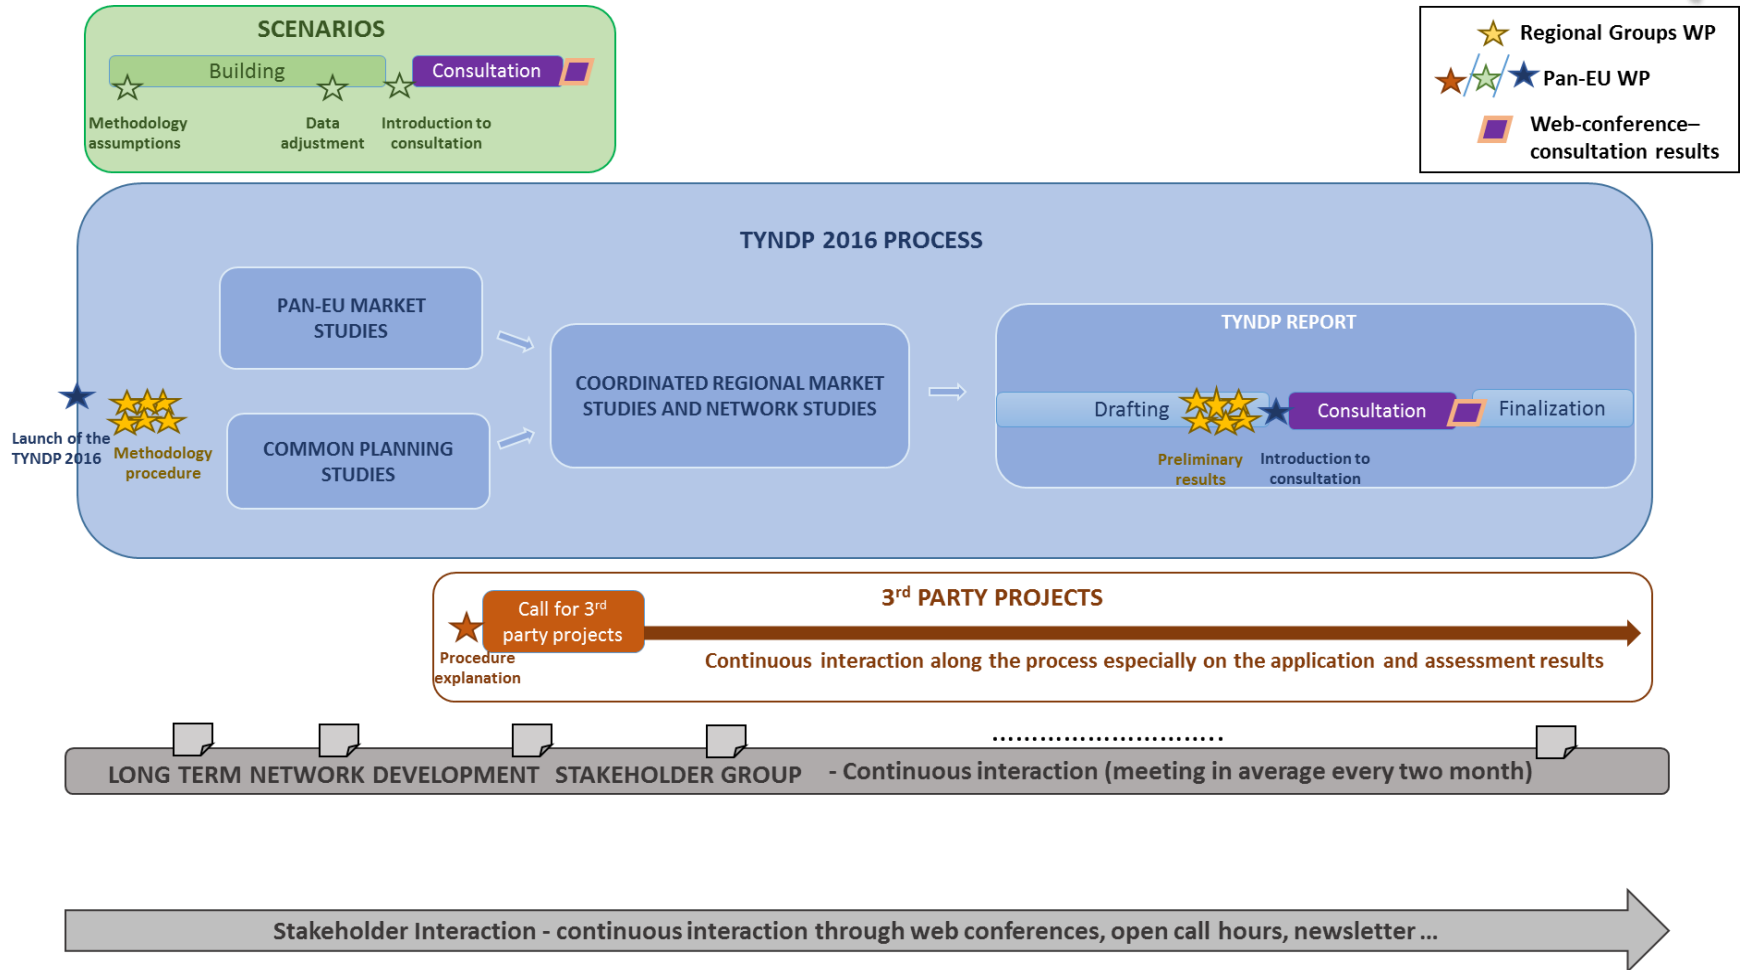 SCENARIOS
Building
Consultation
Methodology
assumptions
Data
adjustment
Introduction to
consultation
Regional Groups WP
Pan-EU WP
Web-conference–
consultation results
TYNDP 2016 PROCESS
PAN-EU MARKET
STUDIES
COMMON PLANNING
STUDIES
COORDINATED REGIONAL MARKET
STUDIES AND NETWORK STUDIES
TYNDP REPORT
Drafting
Consultation
Finalization
Launch of the
TYNDP 2016
Methodology
procedure
Preliminary
results
Introduction to
consultation
3rd PARTY PROJECTS
Call for 3rd
party projects
Procedure
explanation
Continuous interaction along the process especially on the application and assessment results
...........................
LONG TERM NETWORK DEVELOPMENT STAKEHOLDER GROUP - Continuous interaction (meeting in average every two month)
Stakeholder Interaction - continuous interaction through web conferences, open call hours, newsletter ...